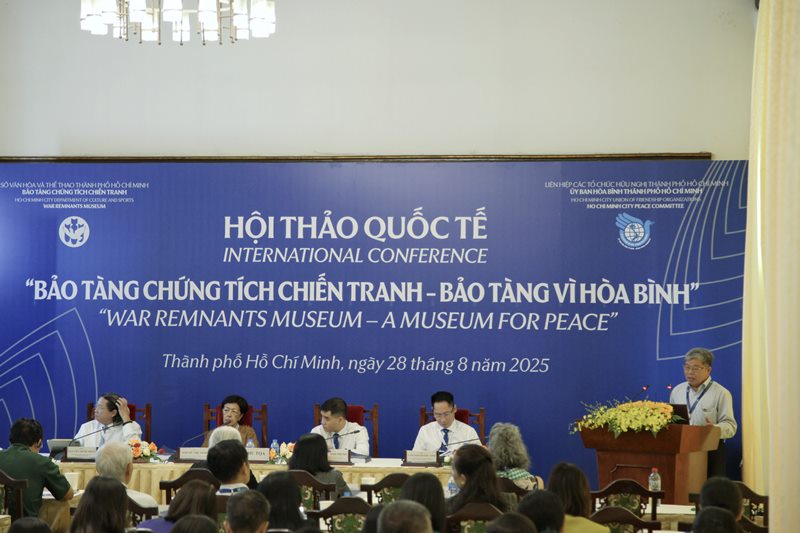 SỞ VĂN HÓA VÀ THỂ THAO THÀNH PHỐ HỒ CHÍ MINH
BẢO TÀNG CHỨNG TÍCH CHIẾN TRANH
HO CHI MINH CITY DEPARTMENT OF CULTURE AND SPORTS
WAR REMNANTS MUSEUM
LIÊN HIỆP CÁC TỔ CHỨC HỮU NGHỊ THÀNH PHỐ HỒ CHÍ MINH
ỦY BAN HÒA BÌNH THÀNH PHỐ HỒ CHÍ MINH
HO CHI MINH CITY UNION OF FRIENDSHIP ORGANIZATIONS
HO CHI MINH CITY PEACE COMMITTEE
HỘI THẢO QUỐC TẾ
INTERNATIONAL CONFERENCE
“BẢO TÀNG CHỨNG TÍCH CHIẾN TRANH – BẢO TÀNG VÌ HÒA BÌNH”
“WAR REMNANTS MUSEUM – A MUSEUM FOR PEACE”
Thành phố Hồ Chí Minh, ngày 28 tháng 8 năm 2025